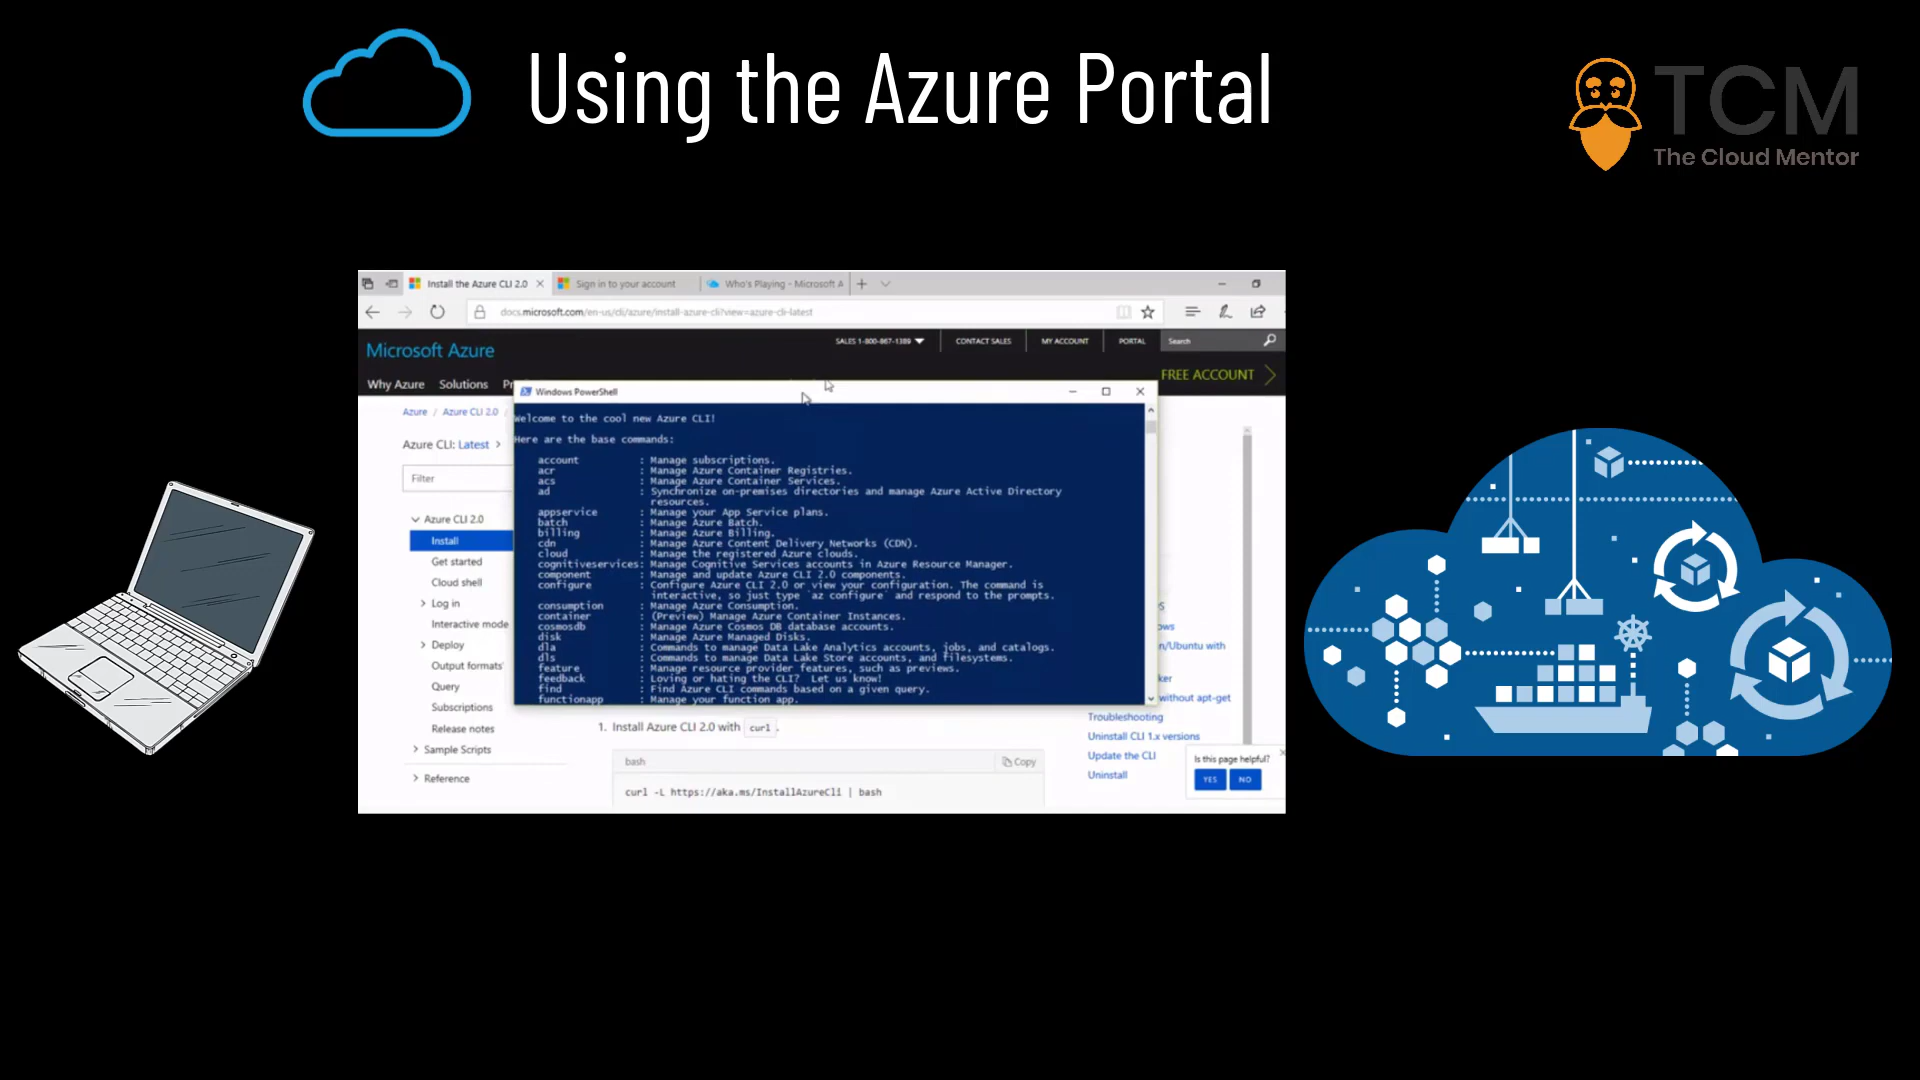 Using the Azure Portal
TCM
The Cloud Mentor
Install the Azure CLI 2.0
Sign in to your account
Who's Playing - Microsoft A
docs.microsoft.com/en-us/cli/azure/install-azure-cli?view=azure-cli-latest
Microsoft Azure
SALES 1-800-867-1389
CONTACT SALES
MY ACCOUNT
PORTAL
Search
Why Azure
Solutions
FREE ACCOUNT
Azure / Azure CLI 2.0 /
Azure CLI: Latest
Filter
Azure CLI 2.0
Install
Get started
Cloud shell
Log in
Interactive mode
Deploy
Output formats
Query
Subscriptions
Release notes
Sample Scripts
Reference
Windows PowerShell
Welcome to the cool new Azure CLI!
Here are the base commands:
account : Manage subscriptions.
acr : Manage Azure Container Registries.
acs : Manage Azure Container Services.
ad : Synchronize on-premises directories and manage Azure Active Directory
resources.
appservice : Manage your App Service plans.
batch : Manage Azure Batch.
billing : Manage Azure Billing.
cdn : Manage Azure Content Delivery Networks (CDN).
cloud : Manage the registered Azure clouds.
cognitiveservices: Manage Cognitive Services accounts in Azure Resource Manager.
component : Manage and update Azure CLI 2.0 components.
configure : Configure Azure CLI 2.0 or view your configuration. The command is
interactive, so just type `az configure` and respond to the prompts.
consumption : Manage Azure Consumption.
container : (Preview) Manage Azure Container Instances.
cosmosdb : Manage Azure Cosmos DB database accounts.
disk : Manage Azure Managed Disks.
dla : Commands to manage Data Lake Analytics accounts, jobs, and catalogs.
dls : Commands to manage Data Lake Store accounts, and filesystems.
feature : Manage resource provider features, such as previews.
feedback : Loving or hating the CLI? Let us know!
find : Find Azure CLI commands based on a given query.
functionapp : Manage your function app.
n/Ubuntu with
without apt-get
Troubleshooting
Uninstall CLI 1.x versions
Update the CLI
Uninstall
1. Install Azure CLI 2.0 with curl.
bash
Copy
curl -L https://aka.ms/InstallAzureCli | bash
Is this page helpful?
YES
NO